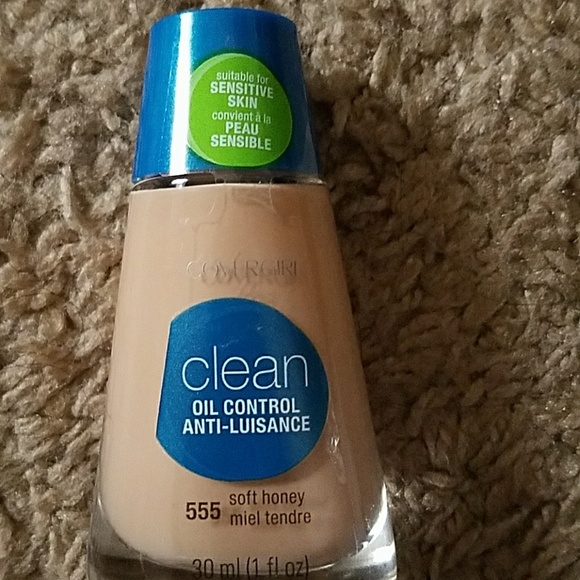 suitable for
SENSITIVE
SKIN
convient à la
PEAU
SENSIBLE
COVERGIRL
clean
OIL CONTROL
ANTI-LUISANCE
555 soft honey
miel tendre
30 ml (1 fl oz)